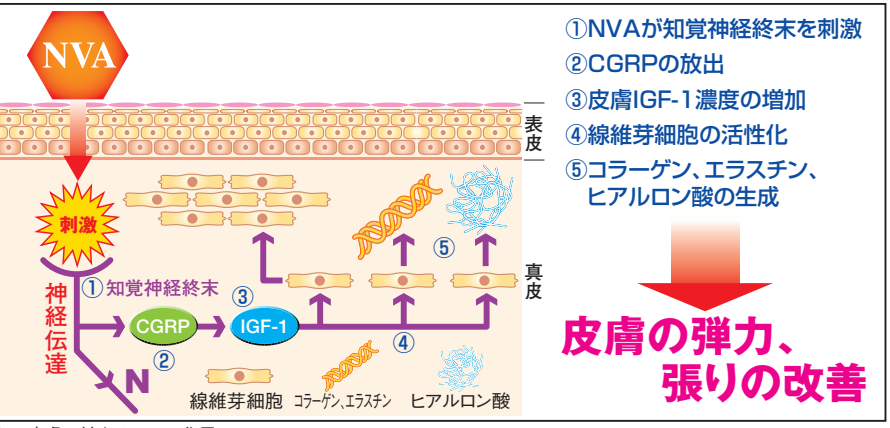 NVA
①NVAが知覚神経終末を刺激
②CGRPの放出
③皮膚IGF-1濃度の増加
④線維芽細胞の活性化
⑤コラーゲン、エラスチン、
ヒアルロン酸の生成
皮膚の弾力、
張りの改善
表皮
真皮
刺激
神経伝達
①知覚神経終末
CGRP
②
③
IGF-1
④
⑤
N
線維芽細胞
コラーゲン、エラスチン
ヒアルロン酸